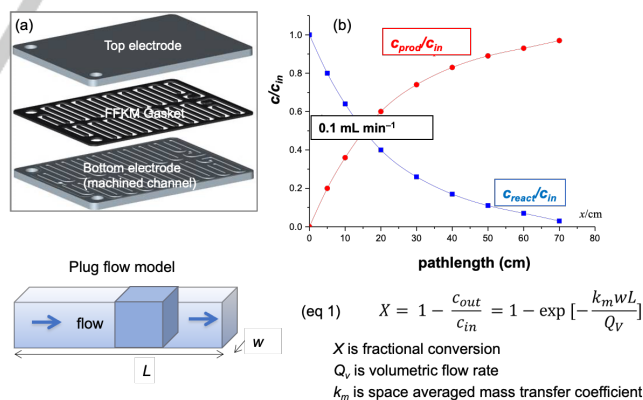 (a)
Top electrode
FFKM Gasket
Bottom electrode
(machined channel)
(b)
c_prod/c_in
c/c_in
1.0
0.8
0.6
0.4
0.2
0.0
0.1 mL min⁻¹
c_react/c_in
x/cm
0 10 20 30 40 50 60 70 80
pathlength (cm)
Plug flow model
flow
w
L
(eq 1) X = 1 − c_out/c_in = 1 − exp [−k_m wL/Q_V]
X is fractional conversion
Q_v is volumetric flow rate
k_m is space averaged mass transfer coefficient